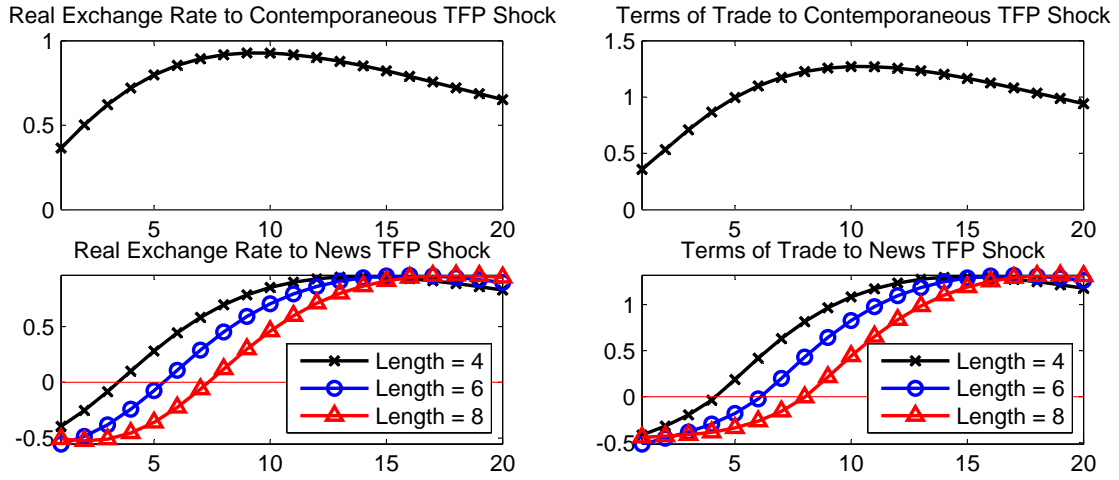 Real Exchange Rate to Contemporaneous TFP Shock
1
0.5
0
5 10 15 20
Terms of Trade to Contemporaneous TFP Shock
1.5
1
0.5
0
5 10 15 20
Real Exchange Rate to News TFP Shock
0.5
0
-0.5
Length = 4
Length = 6
Length = 8
5 10 15 20
Terms of Trade to News TFP Shock
1
0.5
0
-0.5
Length = 4
Length = 6
Length = 8
5 10 15 20